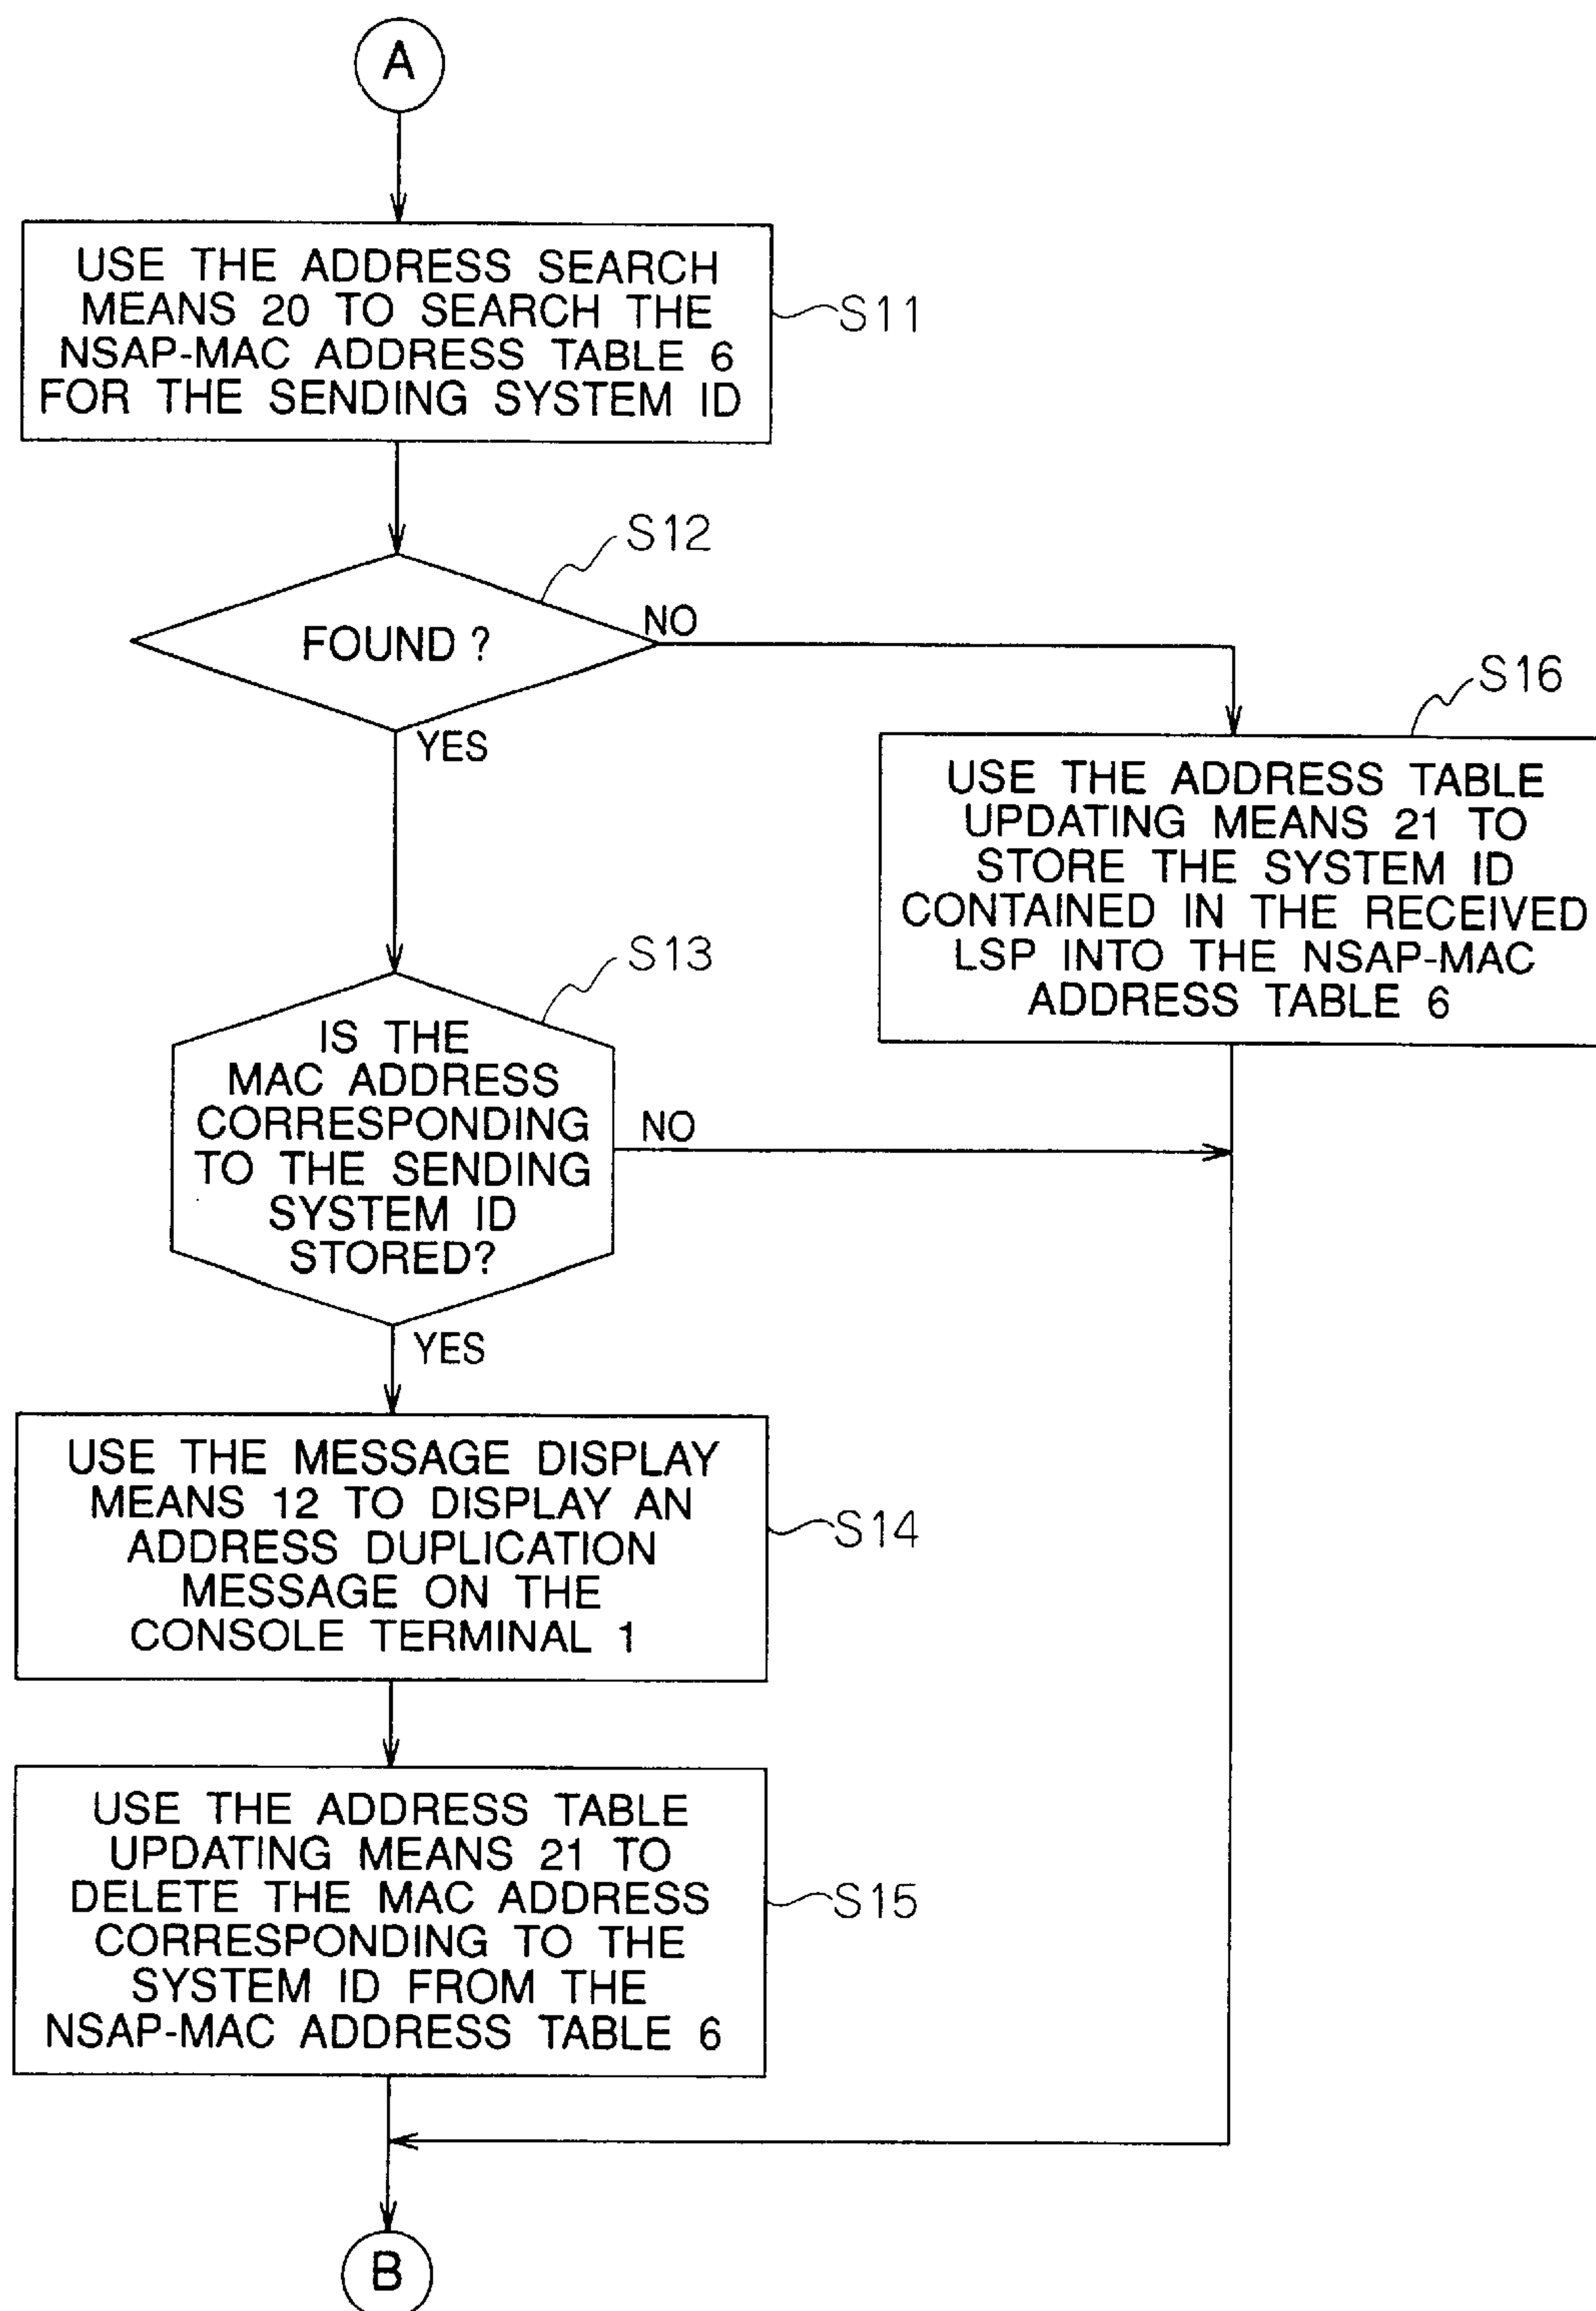 A
USE THE ADDRESS SEARCH
MEANS 20 TO SEARCH THE
NSAP-MAC ADDRESS TABLE 6
FOR THE SENDING SYSTEM ID
S11
S12
FOUND ?
NO
YES
S16
USE THE ADDRESS TABLE
UPDATING MEANS 21 TO
STORE THE SYSTEM ID
CONTAINED IN THE RECEIVED
LSP INTO THE NSAP-MAC
ADDRESS TABLE 6
S13
IS THE
MAC ADDRESS
CORRESPONDING
TO THE SENDING
SYSTEM ID
STORED?
NO
YES
USE THE MESSAGE DISPLAY
MEANS 12 TO DISPLAY AN
ADDRESS DUPLICATION
MESSAGE ON THE
CONSOLE TERMINAL 1
S14
USE THE ADDRESS TABLE
UPDATING MEANS 21 TO
DELETE THE MAC ADDRESS
CORRESPONDING TO THE
SYSTEM ID FROM THE
NSAP-MAC ADDRESS TABLE 6
S15
B